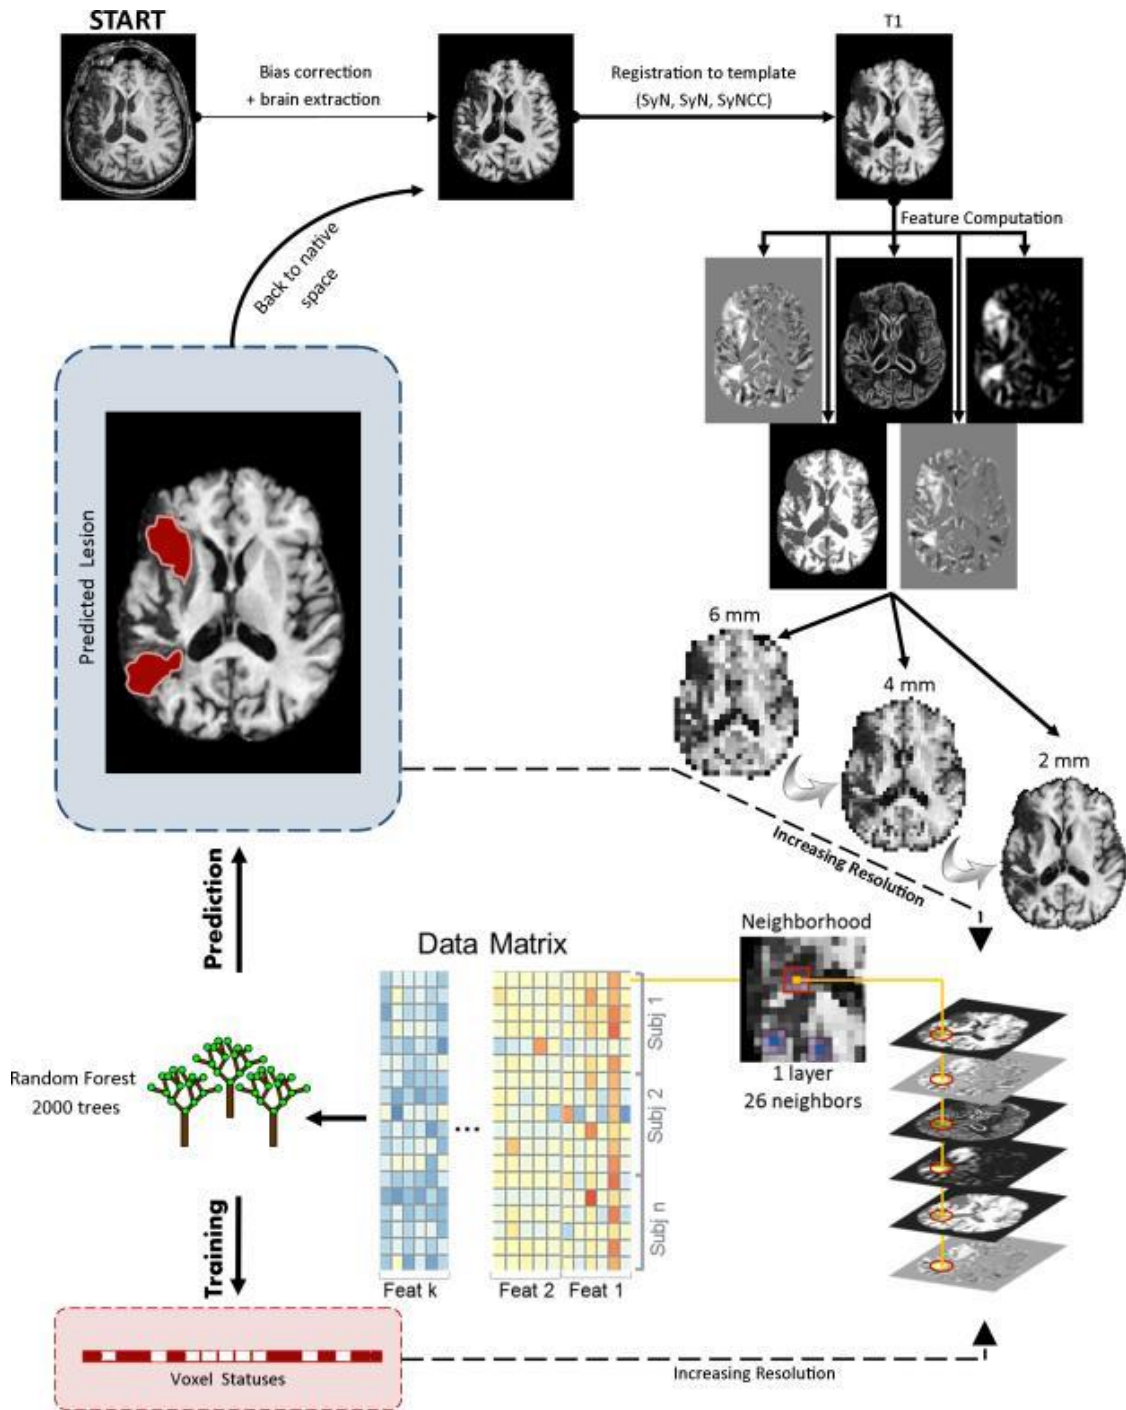 START
T1
Bias correction
+ brain extraction
Registration to template
(SyN, SyN, SyNCC)
Feature Computation
Back to native
space
Predicted Lesion
6 mm
4 mm
2 mm
Increasing Resolution
Prediction
Data Matrix
Neighborhood
1 layer
26 neighbors
Subj 1
Subj 2
Subj n
...
Random Forest
2000 trees
Training
Feat k
Feat 2
Feat 1
Voxel Statuses
Increasing Resolution